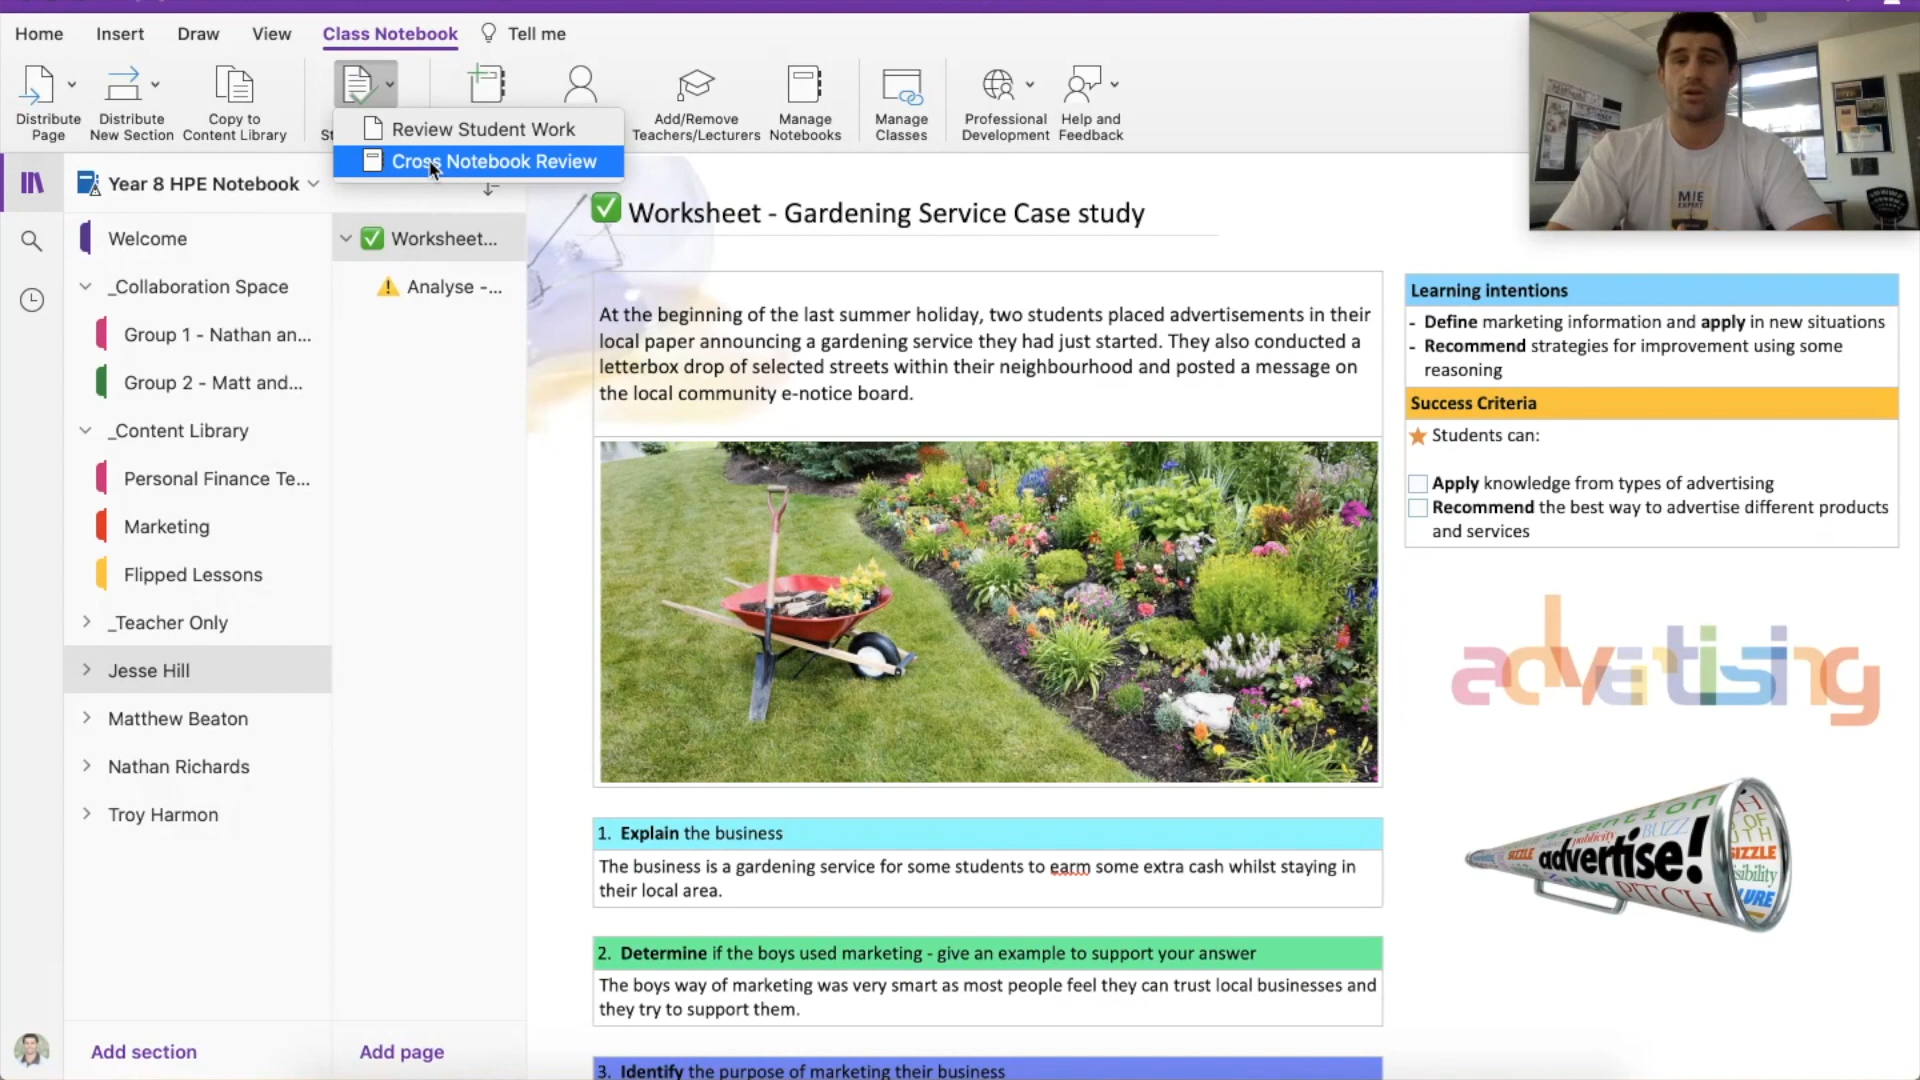 Home Insert Draw View Class Notebook Tell me
Distribute Page
Distribute New Section
Copy to Content Library
Add/Remove Teachers/Lecturers
Manage Notebooks
Manage Classes
Professional Development
Help and Feedback
Review Student Work
Cross Notebook Review
MIE EXPERT
Year 8 HPE Notebook
Welcome
_Collaboration Space
Group 1 - Nathan an...
Group 2 - Matt and...
_Content Library
Personal Finance Te...
Marketing
Flipped Lessons
_Teacher Only
Jesse Hill
Matthew Beaton
Nathan Richards
Troy Harmon
Add section
Worksheet...
Analyse -...
Add page
Worksheet - Gardening Service Case study
At the beginning of the last summer holiday, two students placed advertisements in their
local paper announcing a gardening service they had just started. They also conducted a
letterbox drop of selected streets within their neighbourhood and posted a message on
the local community e-notice board.
1. Explain the business
The business is a gardening service for some students to earm some extra cash whilst staying in
their local area.
2. Determine if the boys used marketing - give an example to support your answer
The boys way of marketing was very smart as most people feel they can trust local businesses and
they try to support them.
3. Identify the purpose of marketing their business
Learning intentions
- Define marketing information and apply in new situations
- Recommend strategies for improvement using some
reasoning
Success Criteria
Students can:
Apply knowledge from types of advertising
Recommend the best way to advertise different products
and services
advertising
attention
publicity
BUZZ
SIZZLE
advertise!
PITCH
SIZZLE